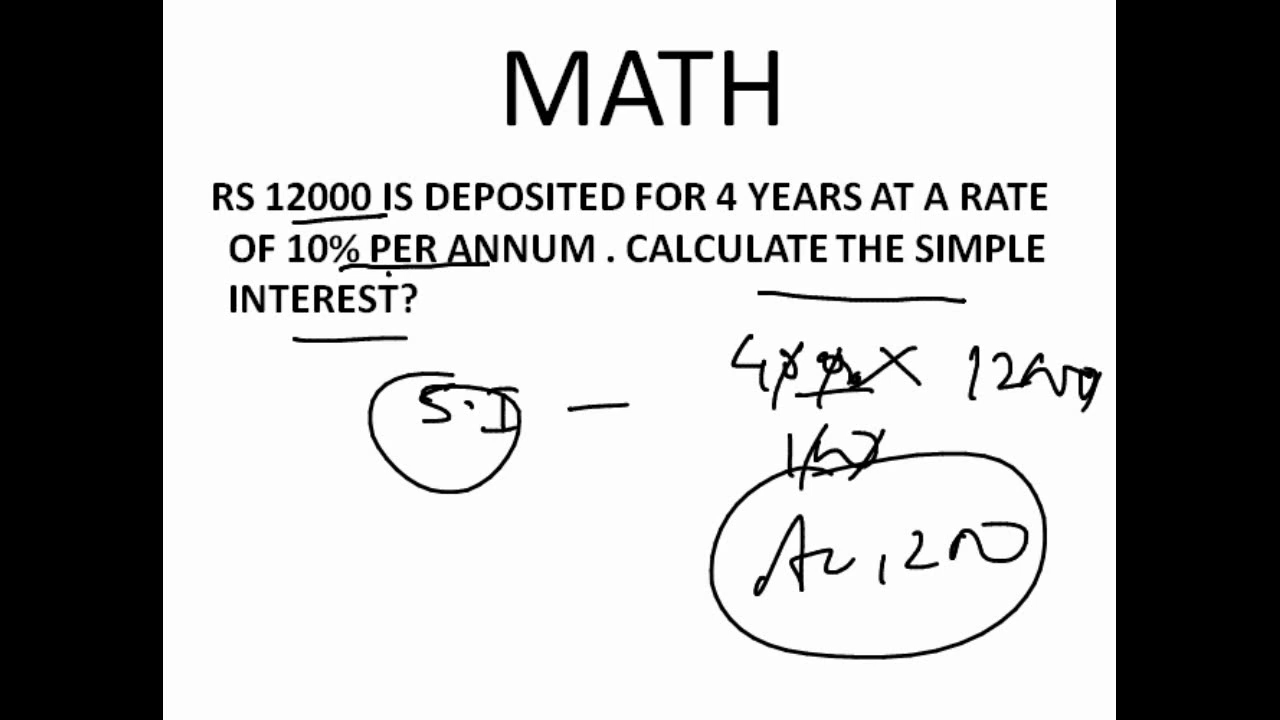 MATH
RS 12000 IS DEPOSITED FOR 4 YEARS AT A RATE
OF 10% PER ANNUM . CALCULATE THE SIMPLE
INTEREST?
S.I —